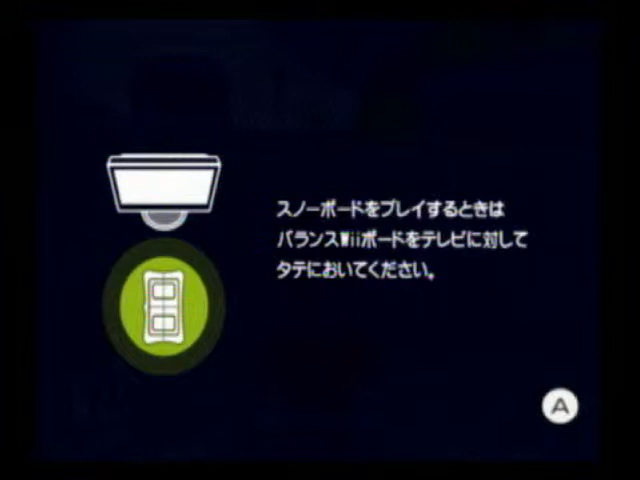 スノーボードをプレイするときは
バランスWiiボードをテレビに対して
タテにおいてください。
A